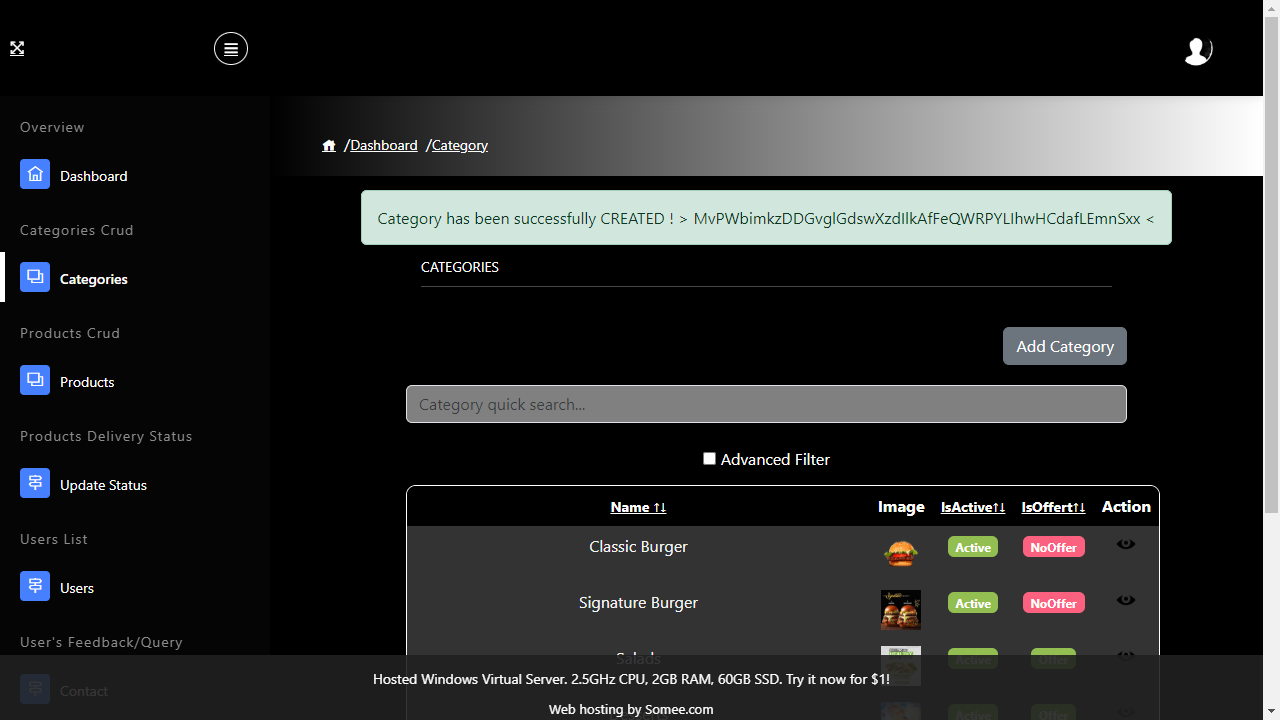 Overview
Dashboard
Categories Crud
Categories
Products Crud
Products
Products Delivery Status
Update Status
Users List
Users
User's Feedback/Query
Contact
/Dashboard /Category
Category has been successfully CREATED ! > MvPWbimkzDDGvglGdswXzdIlkAfFeQWRPYLIhwHCdafLEmnSxx <
CATEGORIES
Add Category
Category quick search...
Advanced Filter
Name ↑↓ Image IsActive↑↓ IsOffert↑↓ Action
Classic Burger Active NoOffer
Signature Burger Active NoOffer
Salads Active Offer
Hosted Windows Virtual Server. 2.5GHz CPU, 2GB RAM, 60GB SSD. Try it now for $1!
Web hosting by Somee.com